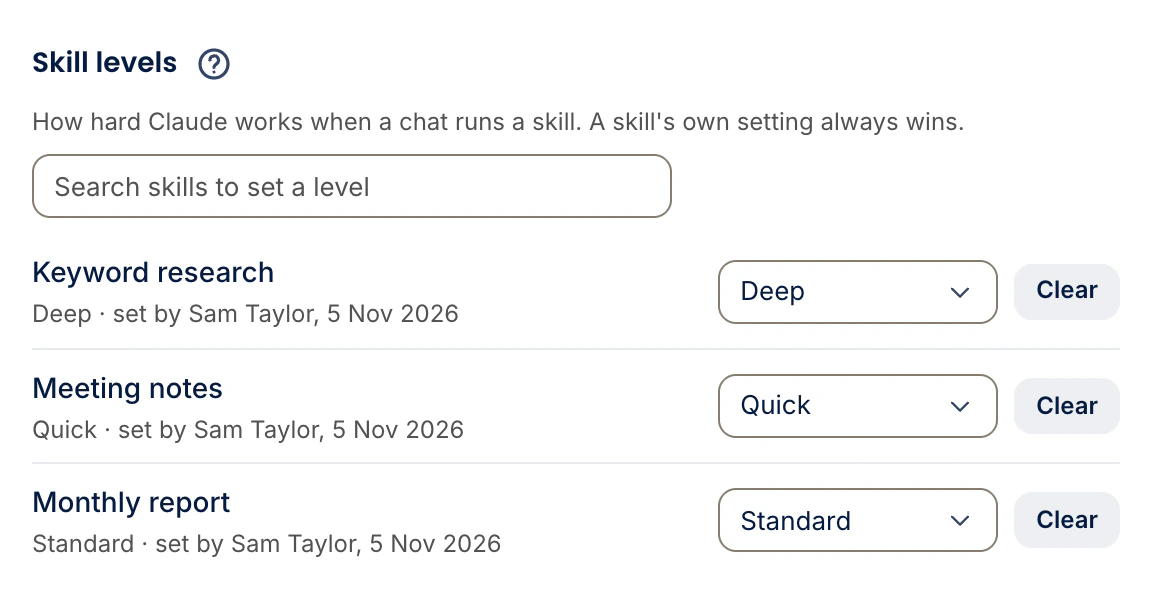 Skill levels
How hard Claude works when a chat runs a skill. A skill's own setting always wins.
Search skills to set a level
Keyword research
Deep · set by Sam Taylor, 5 Nov 2026
Deep
Clear
Meeting notes
Quick · set by Sam Taylor, 5 Nov 2026
Quick
Clear
Monthly report
Standard · set by Sam Taylor, 5 Nov 2026
Standard
Clear